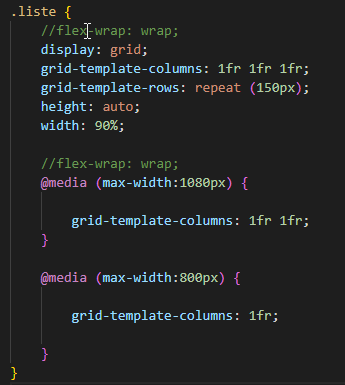 .liste {
//flex-wrap: wrap;
display: grid;
grid-template-columns: 1fr 1fr 1fr;
grid-template-rows: repeat (150px);
height: auto;
width: 90%;
//flex-wrap: wrap;
@media (max-width:1080px) {
grid-template-columns: 1fr 1fr;
}
@media (max-width:800px) {
grid-template-columns: 1fr;
}
}